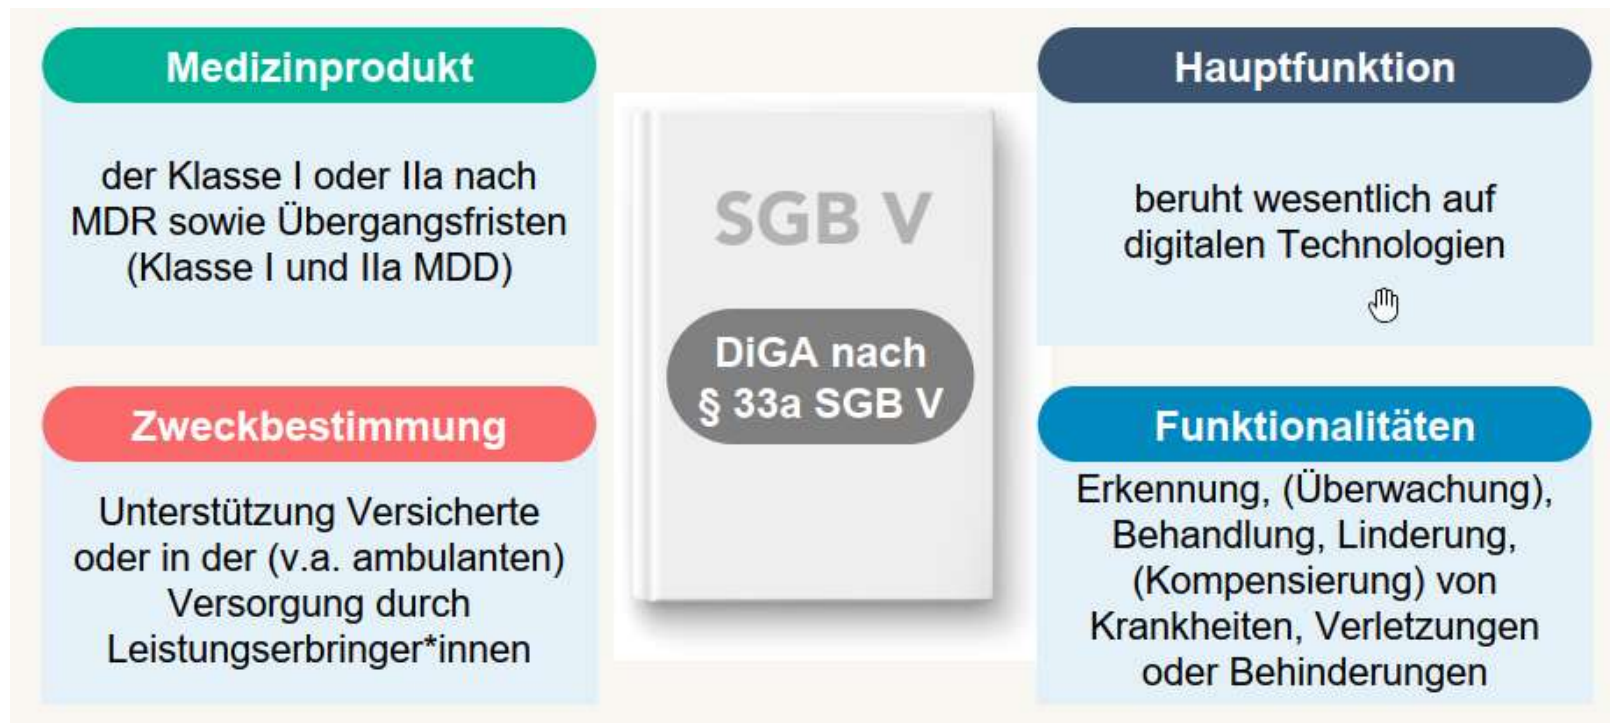 Medizinprodukt
der Klasse I oder IIa nach
MDR sowie Übergangsfristen
(Klasse I und IIa MDD)
Zweckbestimmung
Unterstützung Versicherte
oder in der (v.a. ambulanten)
Versorgung durch
Leistungserbringer*innen
SGB V
DiGA nach
§ 33a SGB V
Hauptfunktion
beruht wesentlich auf
digitalen Technologien
Funktionalitäten
Erkennung, (Überwachung),
Behandlung, Linderung,
(Kompensierung) von
Krankheiten, Verletzungen
oder Behinderungen